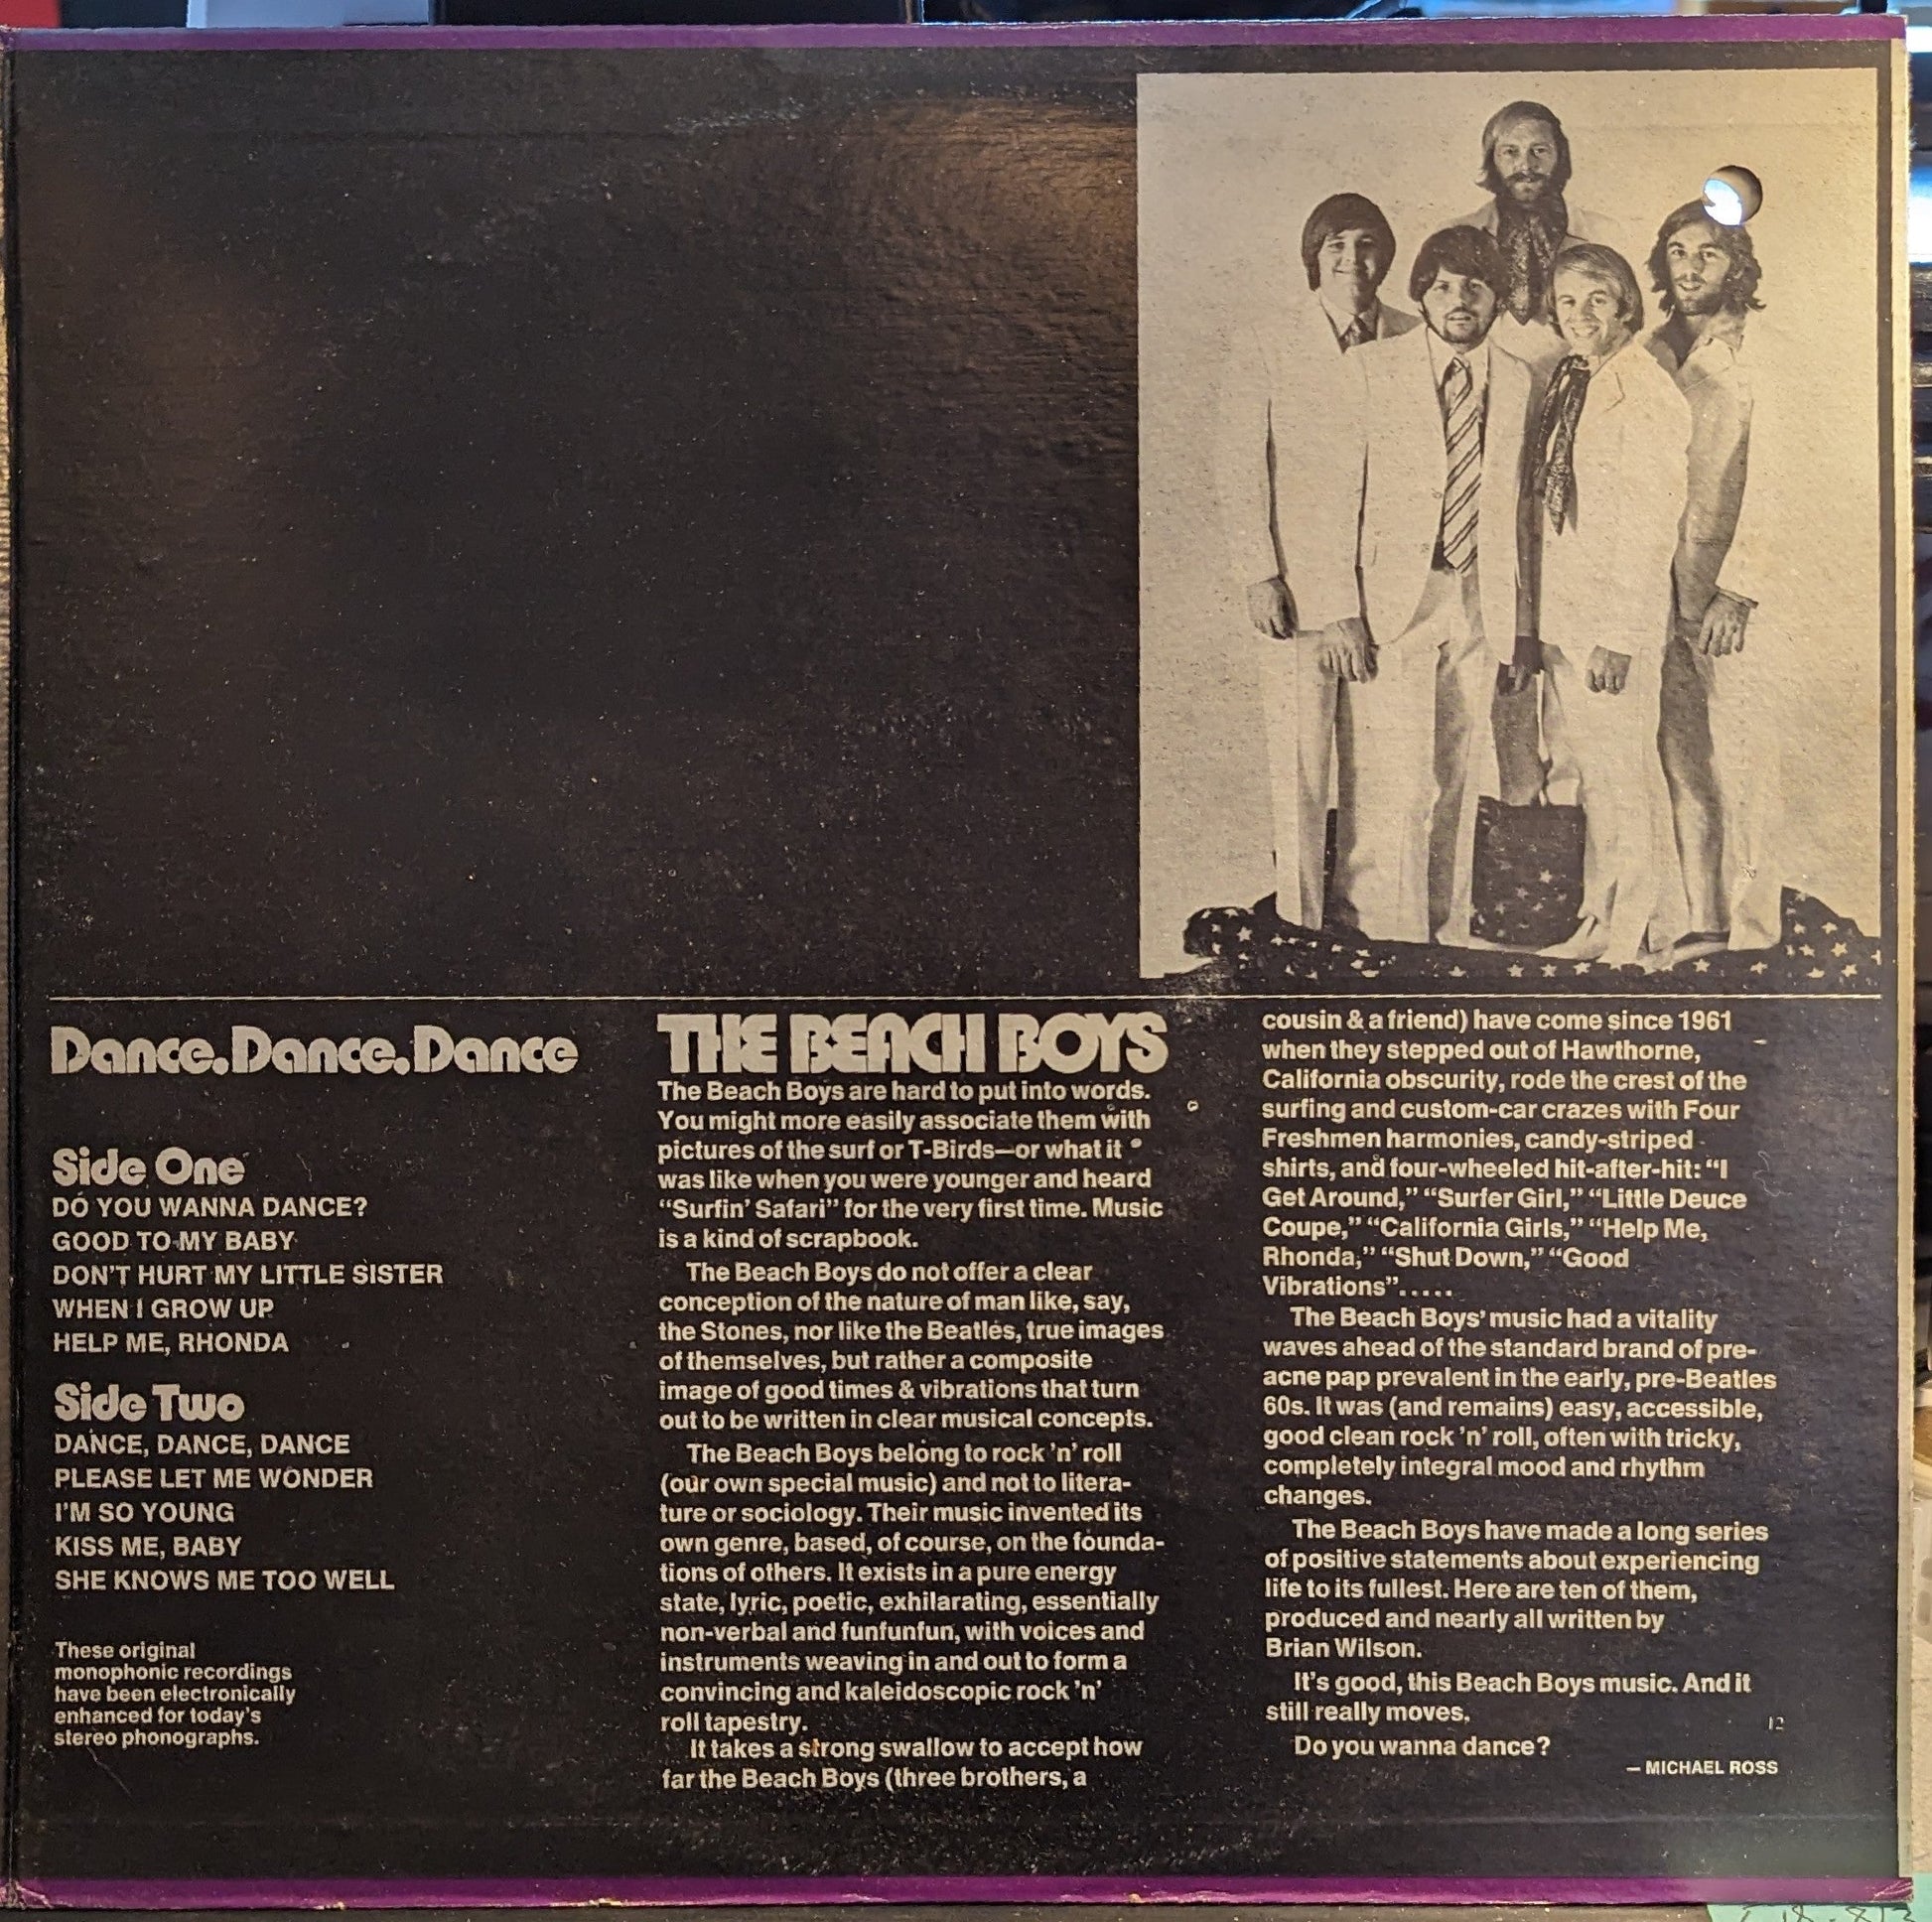 Dance, Dance, Dance
Side One
DO YOU WANNA DANCE?
GOOD TO MY BABY
DON'T HURT MY LITTLE SISTER
WHEN I GROW UP
HELP ME, RHONDA
Side Two
DANCE, DANCE, DANCE
PLEASE LET ME WONDER
I'M SO YOUNG
KISS ME, BABY
SHE KNOWS ME TOO WELL
These original
monophonic recordings
have been electronically
enhanced for today's
stereo phonographs.
THE BEACH BOYS
The Beach Boys are hard to put into words.
You might more easily associate them with
pictures of the surf or T-Birds—or what it
was like when you were younger and heard
“Surfin’ Safari” for the very first time. Music
is a kind of scrapbook.
The Beach Boys do not offer a clear
conception of the nature of man like, say,
the Stones, nor like the Beatles, true images
of themselves, but rather a composite
image of good times & vibrations that turn
out to be written in clear musical concepts.
The Beach Boys belong to rock ’n’ roll
(our own special music) and not to litera-
ture or sociology. Their music invented its
own genre, based, of course, on the founda-
tions of others. It exists in a pure energy
state, lyric, poetic, exhilarating, essentially
non-verbal and funfunfun, with voices and
instruments weaving in and out to form a
convincing and kaleidoscopic rock ’n’
roll tapestry.
It takes a strong swallow to accept how
far the Beach Boys (three brothers, a
cousin & a friend) have come since 1961
when they stepped out of Hawthorne,
California obscurity, rode the crest of the
surfing and custom-car crazes with Four
Freshmen harmonies, candy-striped
shirts, and four-wheeled hit-after-hit: “I
Get Around,” “Surfer Girl,” “Little Deuce
Coupe,” “California Girls,” “Help Me,
Rhonda,” “Shut Down,” “Good
Vibrations”.....
The Beach Boys’ music had a vitality
waves ahead of the standard brand of pre-
acne pap prevalent in the early, pre-Beatles
60s. It was (and remains) easy, accessible,
good clean rock ’n’ roll, often with tricky,
completely integral mood and rhythm
changes.
The Beach Boys have made a long series
of positive statements about experiencing
life to its fullest. Here are ten of them,
produced and nearly all written by
Brian Wilson.
It’s good, this Beach Boys music. And it
still really moves.
12
Do you wanna dance?
— MICHAEL ROSS